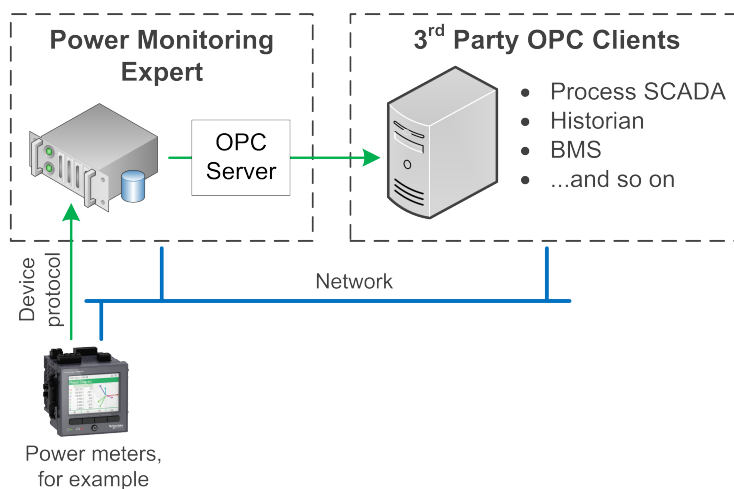 Power Monitoring
Expert
OPC
Server
3rd Party OPC Clients
• Process SCADA
• Historian
• BMS
• ...and so on
Device
protocol
Network
Power meters,
for example